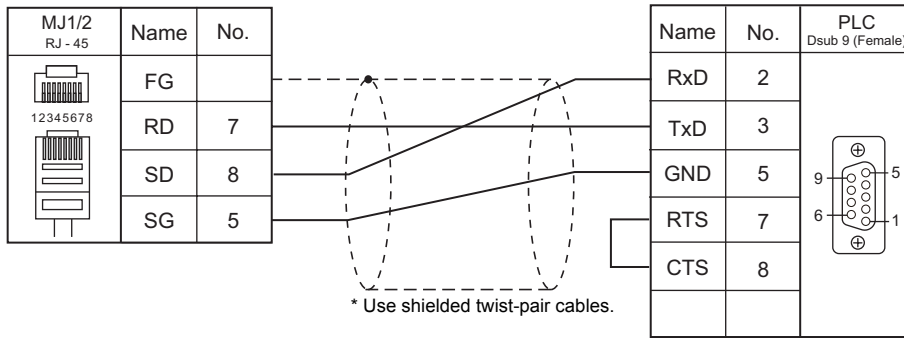 MJ1/2
RJ - 45
Name
No.
12345678
FG
RD 7
SD 8
SG 5
Name
No.
PLC
Dsub 9 (Female)
RxD 2
TxD 3
GND 5
RTS 7
CTS 8
9
5
6
1
* Use shielded twist-pair cables.